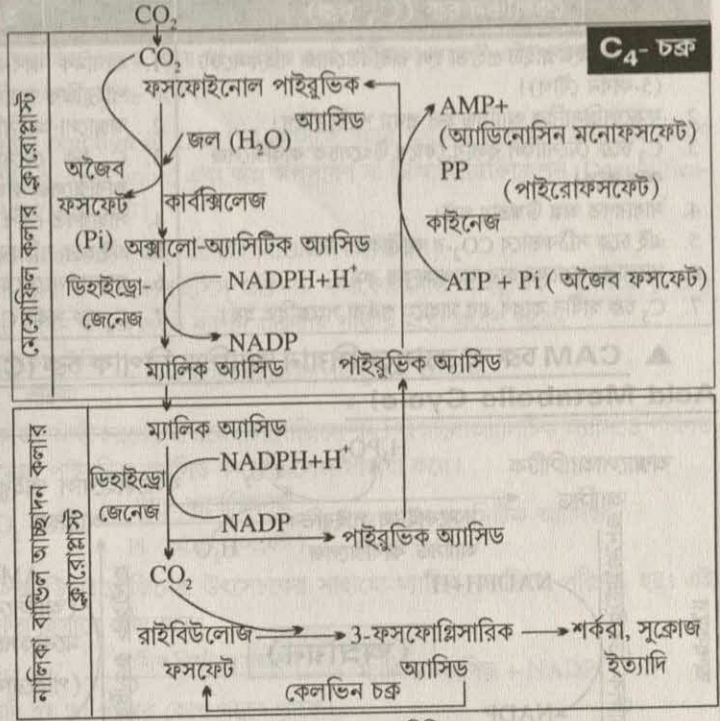 CO₂
C₄- চক্র
CO₂
ফসফোইনোল পাইরুভিক
অ্যাসিড
জল (H₂O)
অজৈব
ফসফেট
(Pi)
কার্বক্সিলেজ
অক্সালো-অ্যাসিটিক অ্যাসিড
ডিহাইড্রো-
জেনেজ
NADPH+H⁺
NADP
ম্যালিক অ্যাসিড
AMP+
(অ্যাডিনোসিন মনোফসফেট)
PP
(পাইরোফসফেট)
কাইনেজ
ATP + Pi ( অজৈব ফসফেট)
পাইরুভিক অ্যাসিড
মেসোফিল কলার ক্লোরোপ্লাস্ট
ম্যালিক অ্যাসিড
ডিহাইড্রো
জেনেজ
NADPH+H⁺
NADP
পাইরুভিক অ্যাসিড
CO₂
রাইবিউলোজ
ফসফেট
3-ফসফোগ্লিসারিক
অ্যাসিড
শর্করা, সুক্রোজ
ইত্যাদি
কেলভিন চক্র
নালিকা বান্ডিল আচ্ছাদন কলার
ক্লোরোপ্লাস্ট